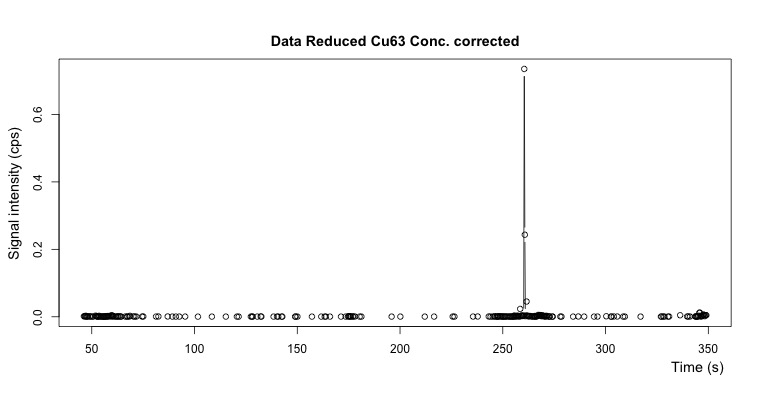 Data Reduced Cu63 Conc. corrected
Signal intensity (cps)
0.6
0.4
0.2
0.0
50 100 150 200 250 300 350
Time (s)